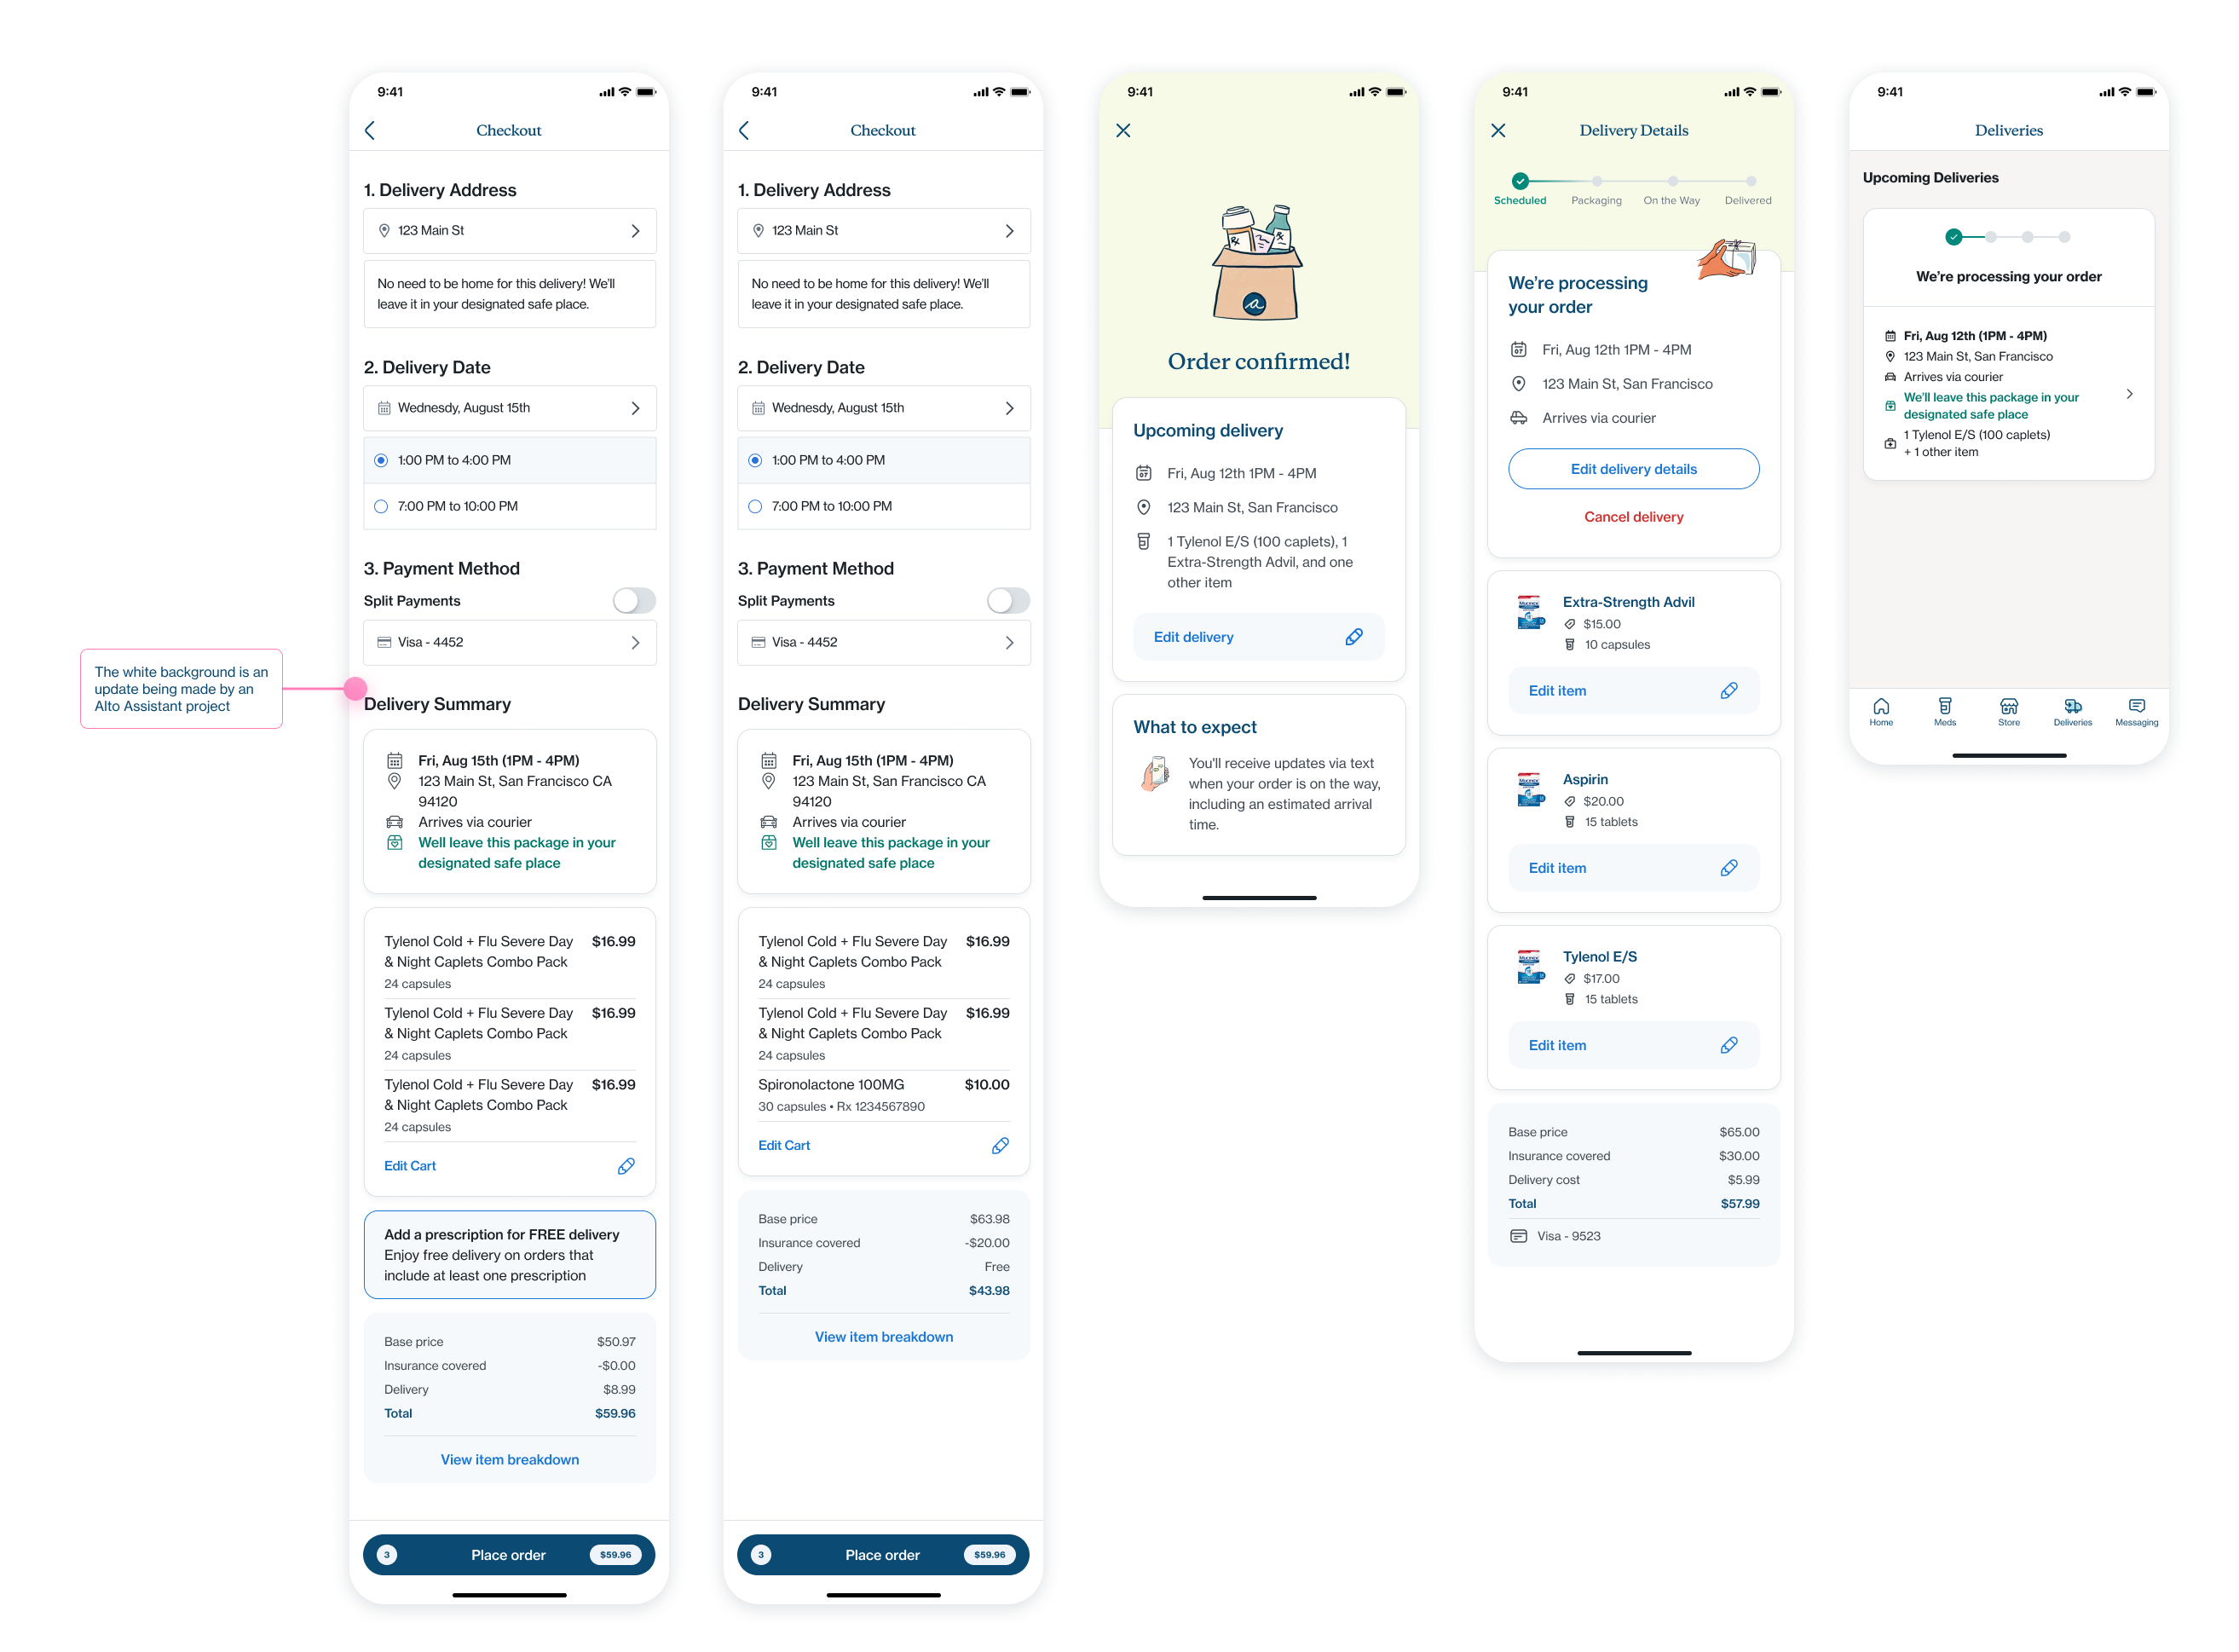 The white background is an
update being made by an
Alto Assistant project
9:41
Checkout
1. Delivery Address
123 Main St
No need to be home for this delivery! We'll
leave it in your designated safe place.
2. Delivery Date
Wednesday, August 15th
1:00 PM to 4:00 PM
7:00 PM to 10:00 PM
3. Payment Method
Split Payments
Visa - 4452
Delivery Summary
Fri, Aug 15th (1PM - 4PM)
123 Main St, San Francisco CA
94120
Arrives via courier
Well leave this package in your
designated safe place
Tylenol Cold + Flu Severe Day $16.99
& Night Caplets Combo Pack
24 capsules
Tylenol Cold + Flu Severe Day $16.99
& Night Caplets Combo Pack
24 capsules
Tylenol Cold + Flu Severe Day $16.99
& Night Caplets Combo Pack
24 capsules
Edit Cart
Add a prescription for FREE delivery
Enjoy free delivery on orders that
include at least one prescription
Base price $50.97
Insurance covered -$0.00
Delivery $8.99
Total $59.96
View item breakdown
3 Place order $59.96
9:41
Checkout
1. Delivery Address
123 Main St
No need to be home for this delivery! We'll
leave it in your designated safe place.
2. Delivery Date
Wednesday, August 15th
1:00 PM to 4:00 PM
7:00 PM to 10:00 PM
3. Payment Method
Split Payments
Visa - 4452
Delivery Summary
Fri, Aug 15th (1PM - 4PM)
123 Main St, San Francisco CA
94120
Arrives via courier
Well leave this package in your
designated safe place
Tylenol Cold + Flu Severe Day $16.99
& Night Caplets Combo Pack
24 capsules
Tylenol Cold + Flu Severe Day $16.99
& Night Caplets Combo Pack
24 capsules
Spironolactone 100MG $10.00
30 capsules • Rx 1234567890
Edit Cart
Base price $63.98
Insurance covered -$20.00
Delivery Free
Total $43.98
View item breakdown
3 Place order $59.96
9:41
Order confirmed!
Upcoming delivery
Fri, Aug 12th 1PM - 4PM
123 Main St, San Francisco
1 Tylenol E/S (100 caplets), 1
Extra-Strength Advil, and one
other item
Edit delivery
What to expect
You'll receive updates via text
when your order is on the way,
including an estimated arrival
time.
9:41
Delivery Details
Scheduled Packaging On the Way Delivered
We're processing
your order
Fri, Aug 12th 1PM - 4PM
123 Main St, San Francisco
Arrives via courier
Edit delivery details
Cancel delivery
Extra-Strength Advil
$15.00
10 capsules
Edit item
Aspirin
$20.00
15 tablets
Edit item
Tylenol E/S
$17.00
15 tablets
Edit item
Base price $65.00
Insurance covered $30.00
Delivery cost $5.99
Total $57.99
Visa - 9523
9:41
Deliveries
Upcoming Deliveries
We're processing your order
Fri, Aug 12th (1PM - 4PM)
123 Main St, San Francisco
Arrives via courier
We'll leave this package in your
designated safe place
1 Tylenol E/S (100 caplets)
+ 1 other item
Home Meds Store Deliveries Messaging